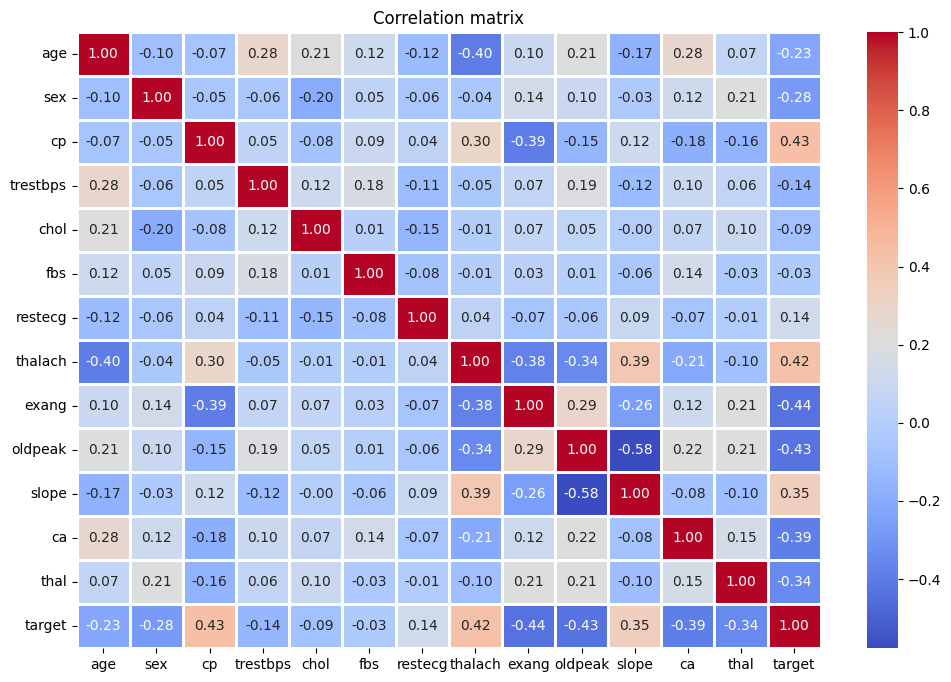 Correlation matrix
age 1.00 -0.10 -0.07 0.28 0.21 0.12 -0.12 -0.40 0.10 0.21 -0.17 0.28 0.07 -0.23
sex -0.10 1.00 -0.05 -0.06 -0.20 0.05 -0.06 -0.04 0.14 0.10 -0.03 0.12 0.21 -0.28
cp -0.07 -0.05 1.00 0.05 -0.08 0.09 0.04 0.30 -0.39 -0.15 0.12 -0.18 -0.16 0.43
trestbps 0.28 -0.06 0.05 1.00 0.12 0.18 -0.11 -0.05 0.07 0.19 -0.12 0.10 0.06 -0.14
chol 0.21 -0.20 -0.08 0.12 1.00 0.01 -0.15 -0.01 0.07 0.05 -0.00 0.07 0.10 -0.09
fbs 0.12 0.05 0.09 0.18 0.01 1.00 -0.08 -0.01 0.03 0.01 -0.06 0.14 -0.03 -0.03
restecg -0.12 -0.06 0.04 -0.11 -0.15 -0.08 1.00 0.04 -0.07 -0.06 0.09 -0.07 -0.01 0.14
thalach -0.40 -0.04 0.30 -0.05 -0.01 -0.01 0.04 1.00 -0.38 -0.34 0.39 -0.21 -0.10 0.42
exang 0.10 0.14 -0.39 0.07 0.07 0.03 -0.07 -0.38 1.00 0.29 -0.26 0.12 0.21 -0.44
oldpeak 0.21 0.10 -0.15 0.19 0.05 0.01 -0.06 -0.34 0.29 1.00 -0.58 0.22 0.21 -0.43
slope -0.17 -0.03 0.12 -0.12 -0.00 -0.06 0.09 0.39 -0.26 -0.58 1.00 -0.08 -0.10 0.35
ca 0.28 0.12 -0.18 0.10 0.07 0.14 -0.07 -0.21 0.12 0.22 -0.08 1.00 0.15 -0.39
thal 0.07 0.21 -0.16 0.06 0.10 -0.03 -0.01 -0.10 0.21 0.21 -0.10 0.15 1.00 -0.34
target -0.23 -0.28 0.43 -0.14 -0.09 -0.03 0.14 0.42 -0.44 -0.43 0.35 -0.39 -0.34 1.00
age sex cp trestbps chol fbs restecg thalach exang oldpeak slope ca thal target
1.0
0.8
0.6
0.4
0.2
0.0
−0.2
−0.4